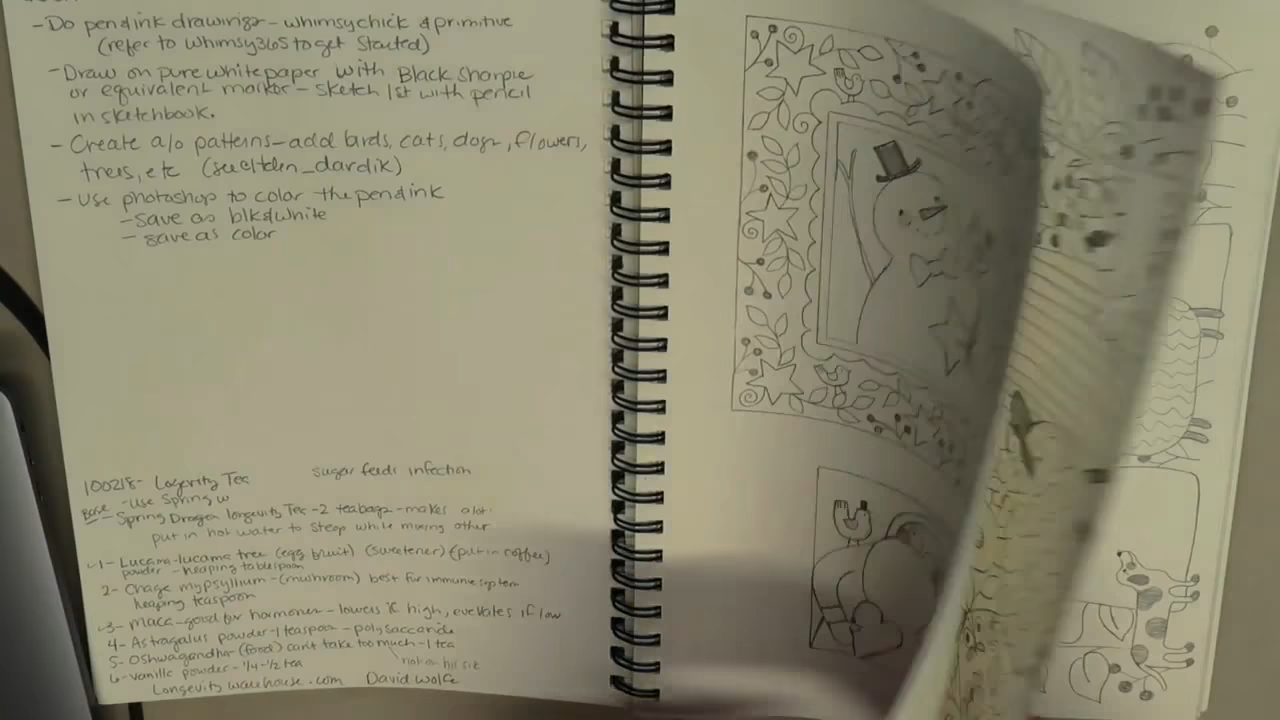 - Do pen & ink drawings - whimsy chick & primitive
(refer to whimsy365 to get started)
- Draw on pure white paper with Black Sharpie
or equivalent marker - sketch 1st with pencil
in sketchbook.
- Create a/o patterns - add birds, cats, dogs, flowers,
trees, etc
- Use photoshop to color the pen & ink
- save as blk & white
- save as color
100218 - Longevity Tea sugar feeds infection
- Use Spring w
Base - Spring Dragon longevity Tea - 2 teabags - makes a lot.
put in hot water to steep while mixing other
1 - Lucuma - lucuma tree (egg fruit) (sweetener) (put in coffee)
powder - heaping tablespoon
2 - (mushroom) best for immune system
heaping teaspoon
3 - maca - good for hormones - lowers if high, elevates if low
4 - Astragalus powder - 1 teaspoon - polysaccaride
5 - Oshwagandha (food) can't take too much - 1 tea
not on his site
6 - vanilla powder - 1/4 - 1/2 tea
Longevity warehouse.com David Wolfe